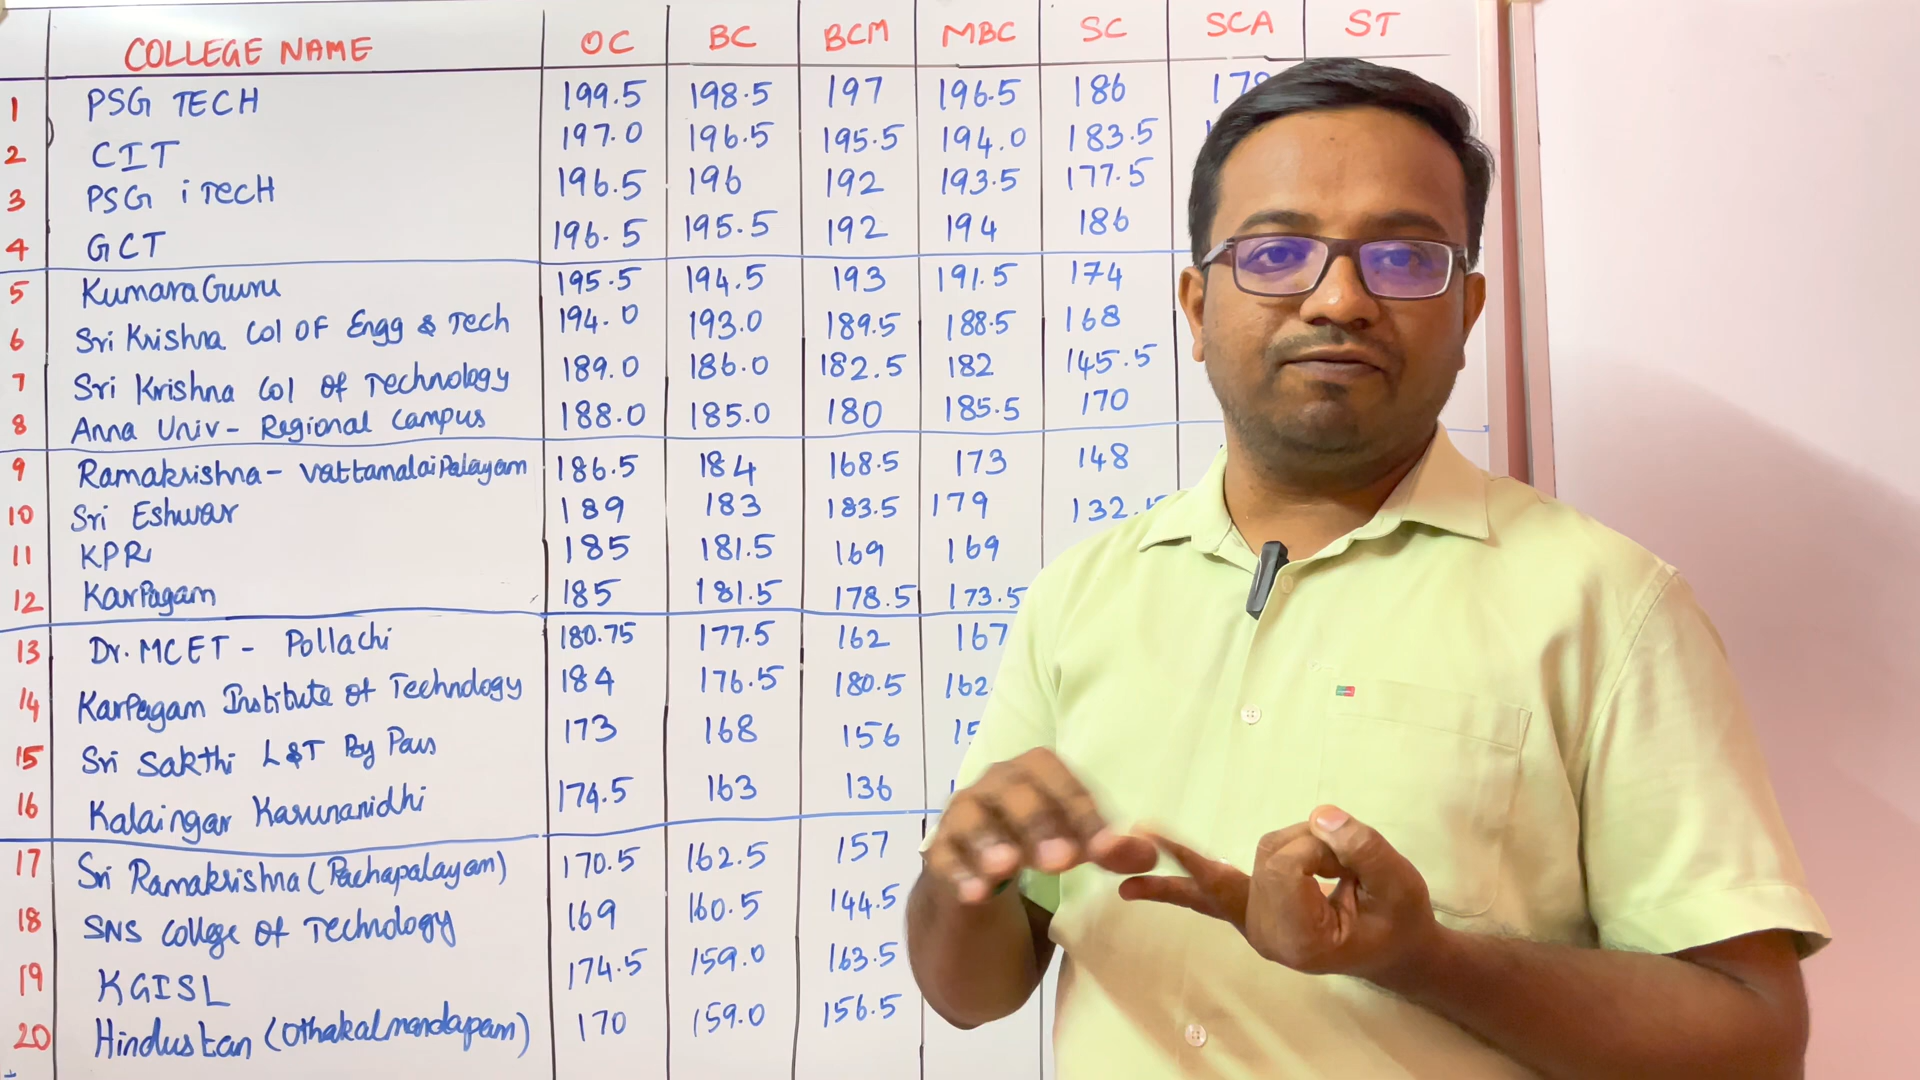 COLLEGE NAME OC BC BCM MBC SC SCA ST
1 PSG TECH 199.5 198.5 197 196.5 186
2 CIT 197.0 196.5 195.5 194.0 183.5
3 PSG iTECH 196.5 196 192 193.5 177.5
4 GCT 196.5 195.5 192 194 186
5 KumaraGuru 195.5 194.5 193 191.5 174
6 Sri Krishna Col OF Engg & Tech 194.0 193.0 189.5 188.5 168
7 Sri Krishna Col of Technology 189.0 186.0 182.5 182 145.5
8 Anna Univ - Regional Campus 188.0 185.0 180 185.5 170
9 Ramakrishna - Vattamalaipalayam 186.5 184 168.5 173 148
10 Sri Eshwar 189 183 183.5 179
11 KPR 185 181.5 169 169
12 Karpagam 185 181.5 178.5 173.5
13 Dr. MCET - Pollachi 180.75 177.5 162 167
14 Karpagam Institute of Technology 184 176.5 180.5
15 Sri Sakthi L&T By Pass 173 168 156
16 Kalaingar Karunanidhi 174.5 163 136
17 Sri Ramakrishna (Pachapalayam) 170.5 162.5 157
18 SNS College of Technology 169 160.5 144.5
19 KGISL 174.5 159.0 163.5
20 Hindustan (Othakalmandapam) 170 159.0 156.5